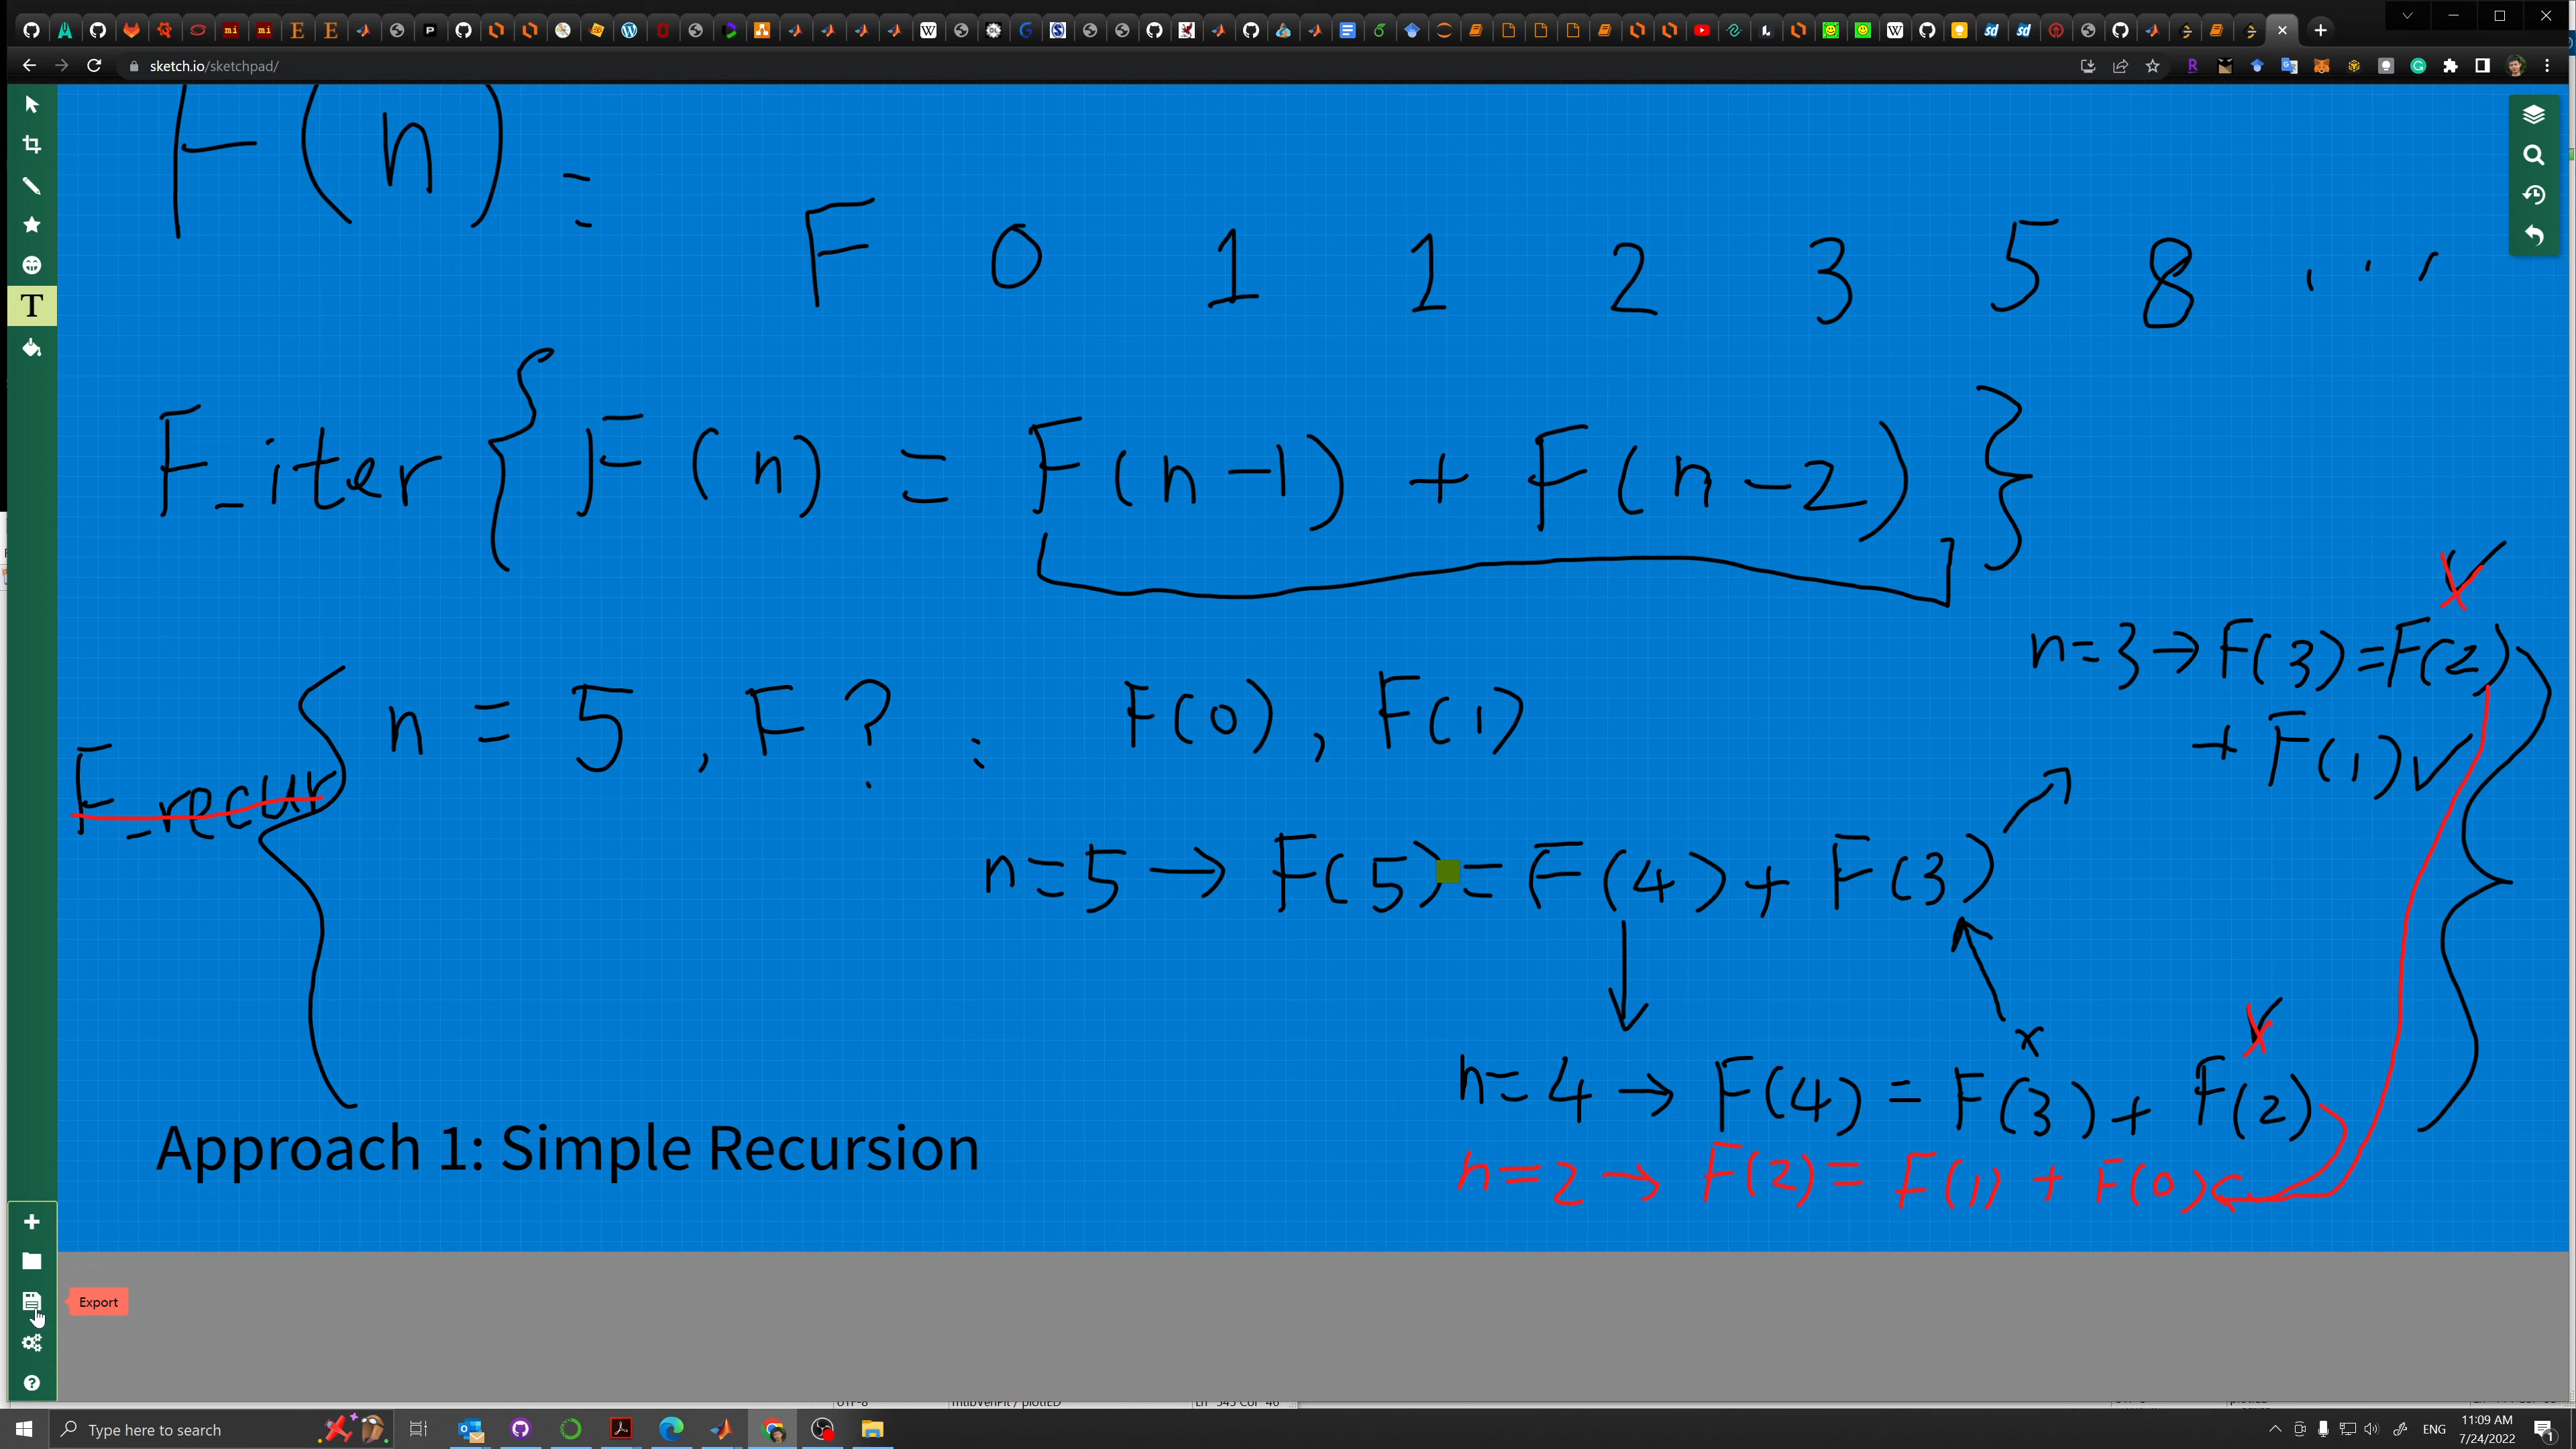 sketch.io/sketchpad/
F(n) =
F 0 1 1 2 3 5 8 ...
F_iter { F(n) = F(n-1) + F(n-2) }
n=3 → F(3) = F(2)
+ F(1) ✓
n = 5 , F ? : F(0) , F(1)
F_recur
n=5 → F(5) = F(4) + F(3)
x
n=4 → F(4) = F(3) + F(2)
Approach 1: Simple Recursion
n=2 → F(2) = F(1) + F(0)
Export
UTF-8
Type here to search
ENG
11:09 AM
7/24/2022